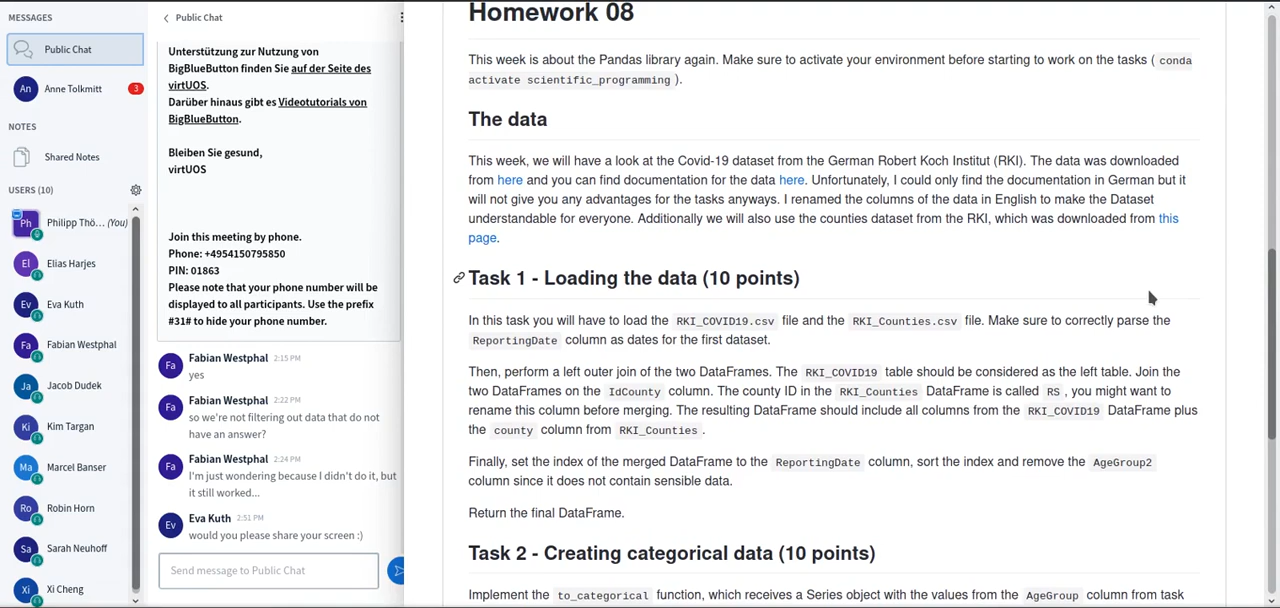 MESSAGES
Public Chat
An
Anne Tolkmitt
3
NOTES
Shared Notes
USERS (10)
Ph
Philipp Thö... (You)
El
Elias Harjes
Ev
Eva Kuth
Fa
Fabian Westphal
Ja
Jacob Dudek
Ki
Kim Targan
Ma
Marcel Banser
Ro
Robin Horn
Sa
Sarah Neuhoff
Xi
Xi Cheng
Public Chat
Unterstützung zur Nutzung von
BigBlueButton finden Sie auf der Seite des
virtUOS.
Darüber hinaus gibt es Videotutorials von
BigBlueButton.
Bleiben Sie gesund,
virtUOS
Join this meeting by phone.
Phone: +4954150795850
PIN: 01863
Please note that your phone number will be
displayed to all participants. Use the prefix
#31# to hide your phone number.
Fa
Fabian Westphal 2:15 PM
yes
Fa
Fabian Westphal 2:22 PM
so we're not filtering out data that do not
have an answer?
Fa
Fabian Westphal 2:24 PM
I'm just wondering because I didn't do it, but
it still worked...
Ev
Eva Kuth 2:51 PM
would you please share your screen :)
Send message to Public Chat
Homework 08
This week is about the Pandas library again. Make sure to activate your environment before starting to work on the tasks ( conda
activate scientific_programming ).
The data
This week, we will have a look at the Covid-19 dataset from the German Robert Koch Institut (RKI). The data was downloaded
from here and you can find documentation for the data here. Unfortunately, I could only find the documentation in German but it
will not give you any advantages for the tasks anyways. I renamed the columns of the data in English to make the Dataset
understandable for everyone. Additionally we will also use the counties dataset from the RKI, which was downloaded from this
page.
Task 1 - Loading the data (10 points)
In this task you will have to load the RKI_COVID19.csv file and the RKI_Counties.csv file. Make sure to correctly parse the
ReportingDate column as dates for the first dataset.
Then, perform a left outer join of the two DataFrames. The RKI_COVID19 table should be considered as the left table. Join the
two DataFrames on the IdCounty column. The county ID in the RKI_Counties DataFrame is called RS , you might want to
rename this column before merging. The resulting DataFrame should include all columns from the RKI_COVID19 DataFrame plus
the county column from RKI_Counties .
Finally, set the index of the merged DataFrame to the ReportingDate column, sort the index and remove the AgeGroup2
column since it does not contain sensible data.
Return the final DataFrame.
Task 2 - Creating categorical data (10 points)
Implement the to_categorical function, which receives a Series object with the values from the AgeGroup column from task